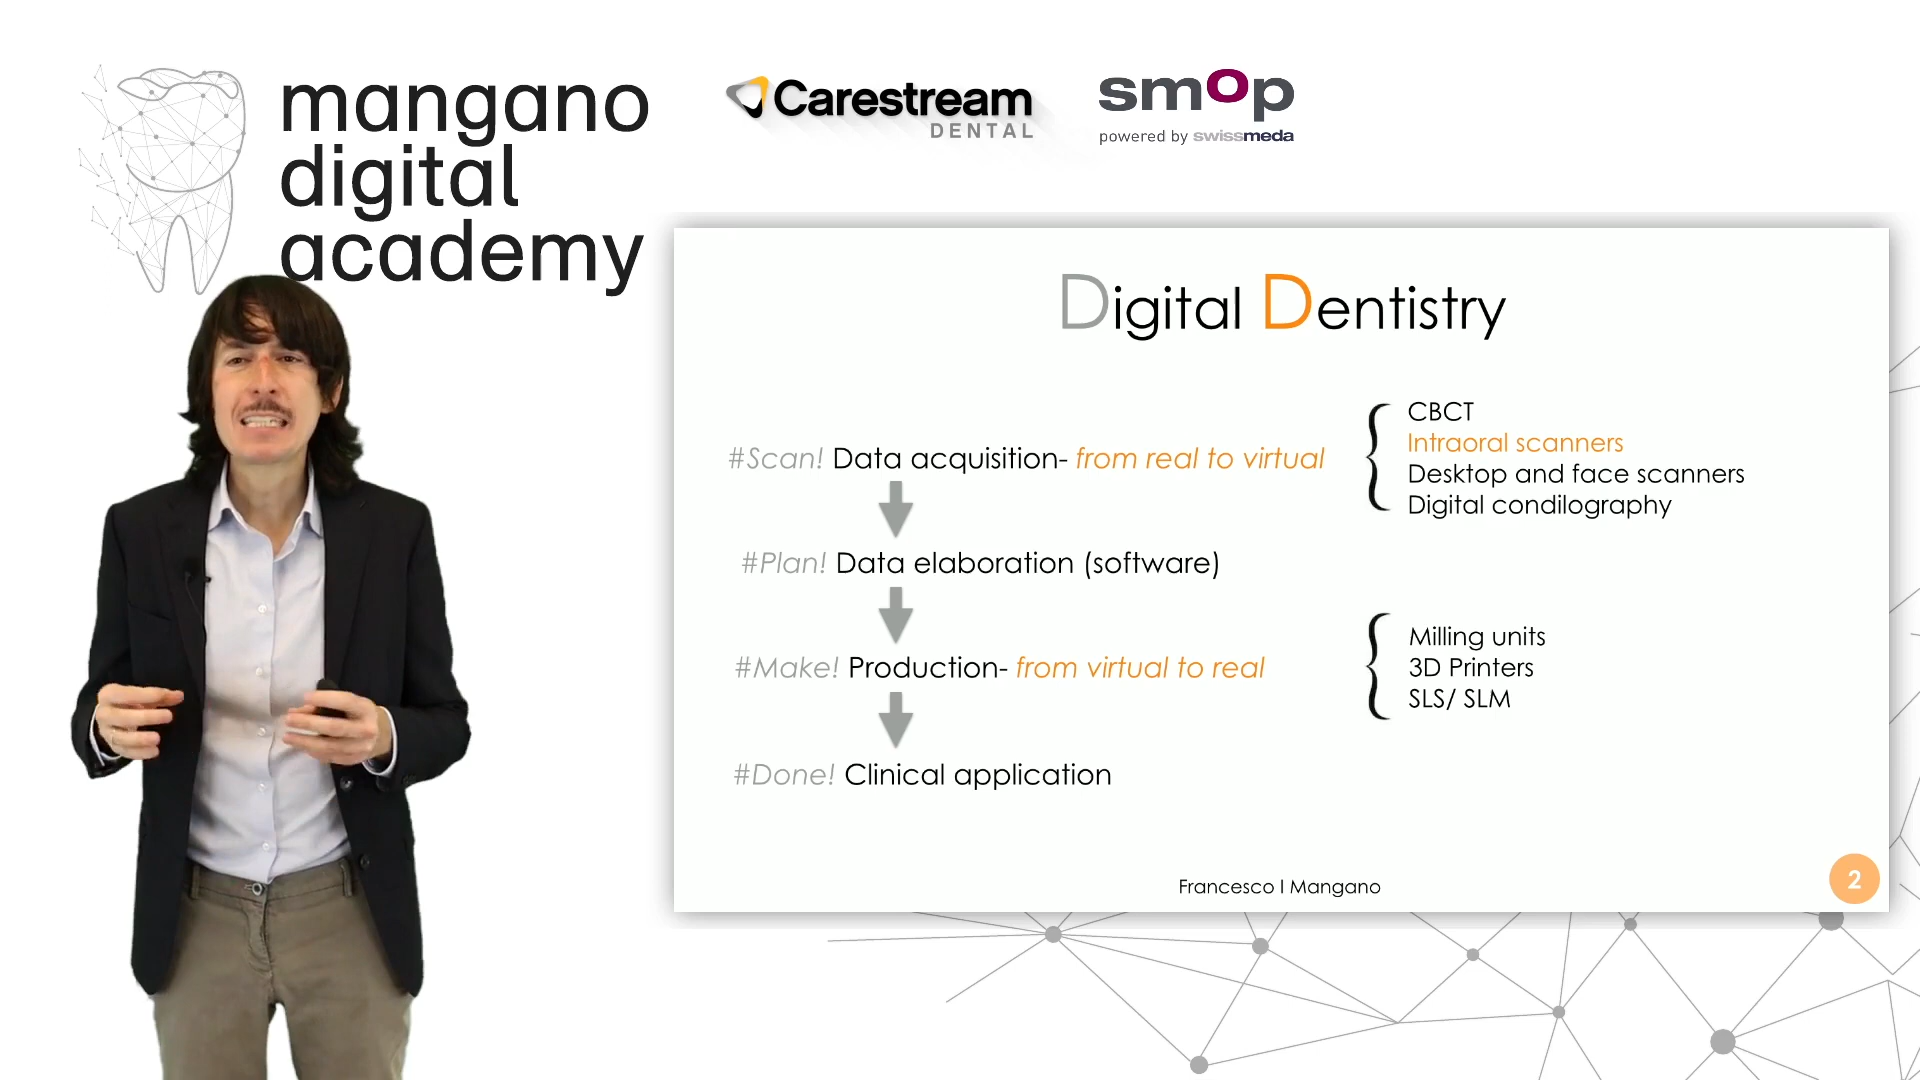 mangano
digital
academy
Carestream
DENTAL
smop
powered by swissmeda
Digital Dentistry
#Scan! Data acquisition- from real to virtual
CBCT
Intraoral scanners
Desktop and face scanners
Digital condilography
#Plan! Data elaboration (software)
#Make! Production- from virtual to real
Milling units
3D Printers
SLS/ SLM
#Done! Clinical application
Francesco I Mangano
2